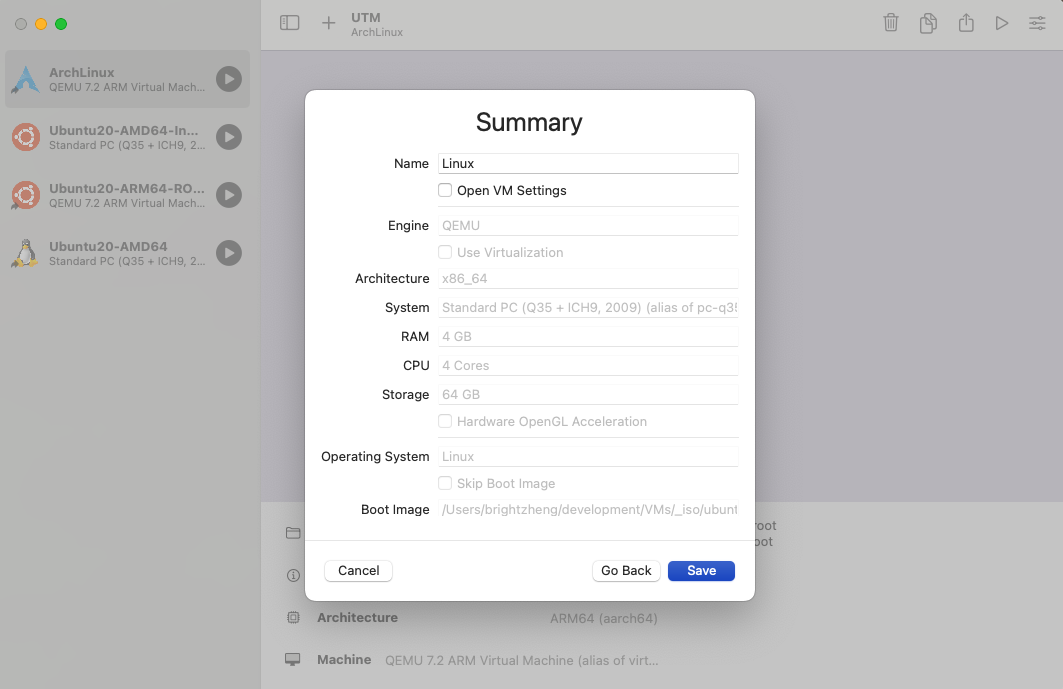 UTM
ArchLinux
ArchLinux
QEMU 7.2 ARM Virtual Mach...
Ubuntu20-AMD64-In...
Standard PC (Q35 + ICH9, 2...
Ubuntu20-ARM64-RO...
QEMU 7.2 ARM Virtual Mach...
Ubuntu20-AMD64
Standard PC (Q35 + ICH9, 2...
Summary
Name Linux
Open VM Settings
Engine QEMU
Use Virtualization
Architecture x86_64
System Standard PC (Q35 + ICH9, 2009) (alias of pc-q35
RAM 4 GB
CPU 4 Cores
Storage 64 GB
Hardware OpenGL Acceleration
Operating System Linux
Skip Boot Image
Boot Image /Users/brightzheng/development/VMs/_iso/ubunt
Cancel Go Back Save
root
oot
Architecture ARM64 (aarch64)
Machine QEMU 7.2 ARM Virtual Machine (alias of virt...